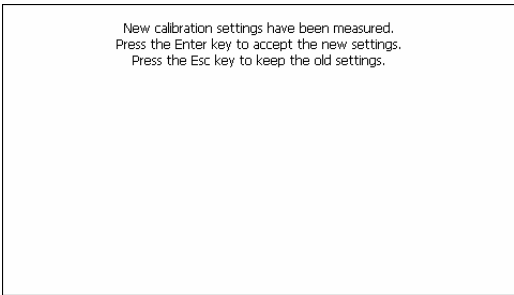 New calibration settings have been measured.
Press the Enter key to accept the new settings.
Press the Esc key to keep the old settings.